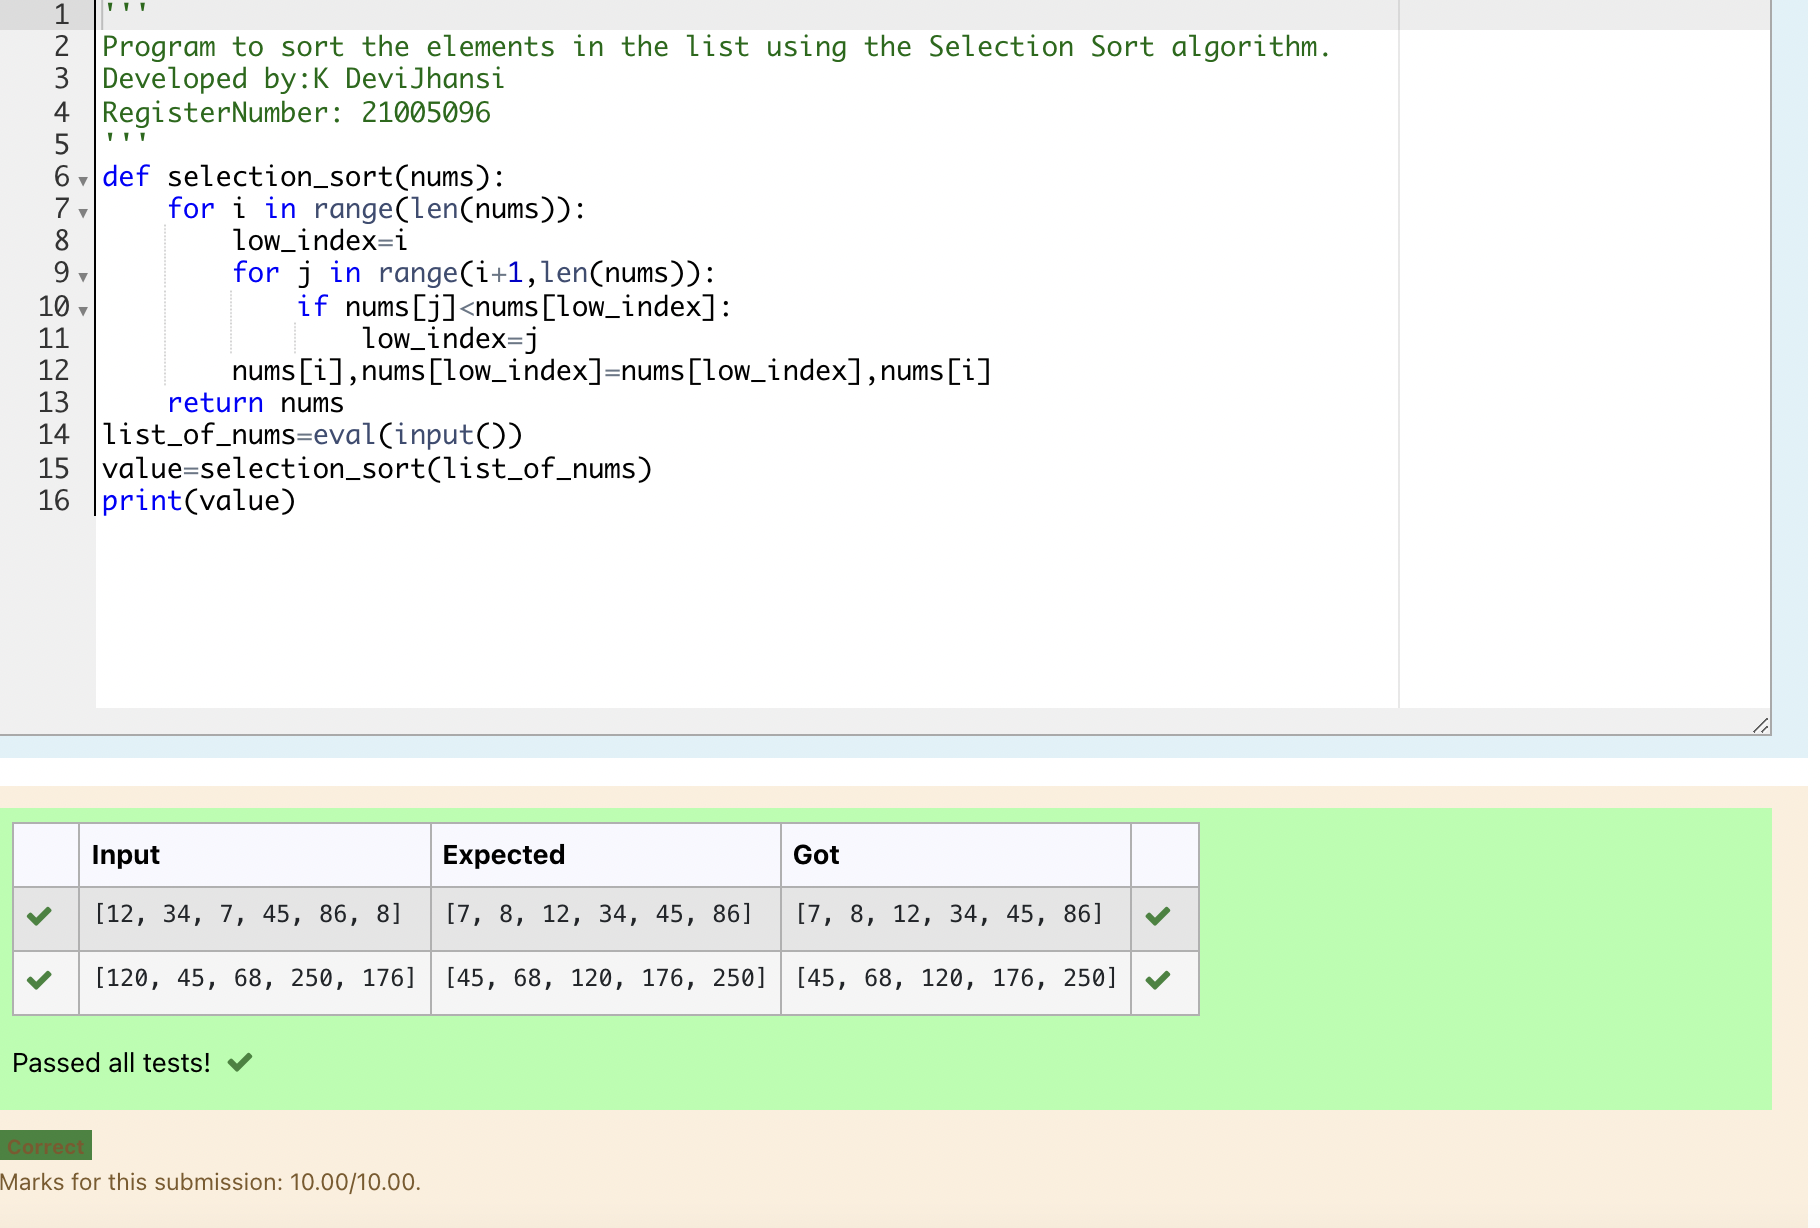 1 '''
2 Program to sort the elements in the list using the Selection Sort algorithm.
3 Developed by:K DeviJhansi
4 RegisterNumber: 21005096
5 '''
6 def selection_sort(nums):
7     for i in range(len(nums)):
8         low_index=i
9         for j in range(i+1,len(nums)):
10             if nums[j]<nums[low_index]:
11                 low_index=j
12         nums[i],nums[low_index]=nums[low_index],nums[i]
13     return nums
14 list_of_nums=eval(input())
15 value=selection_sort(list_of_nums)
16 print(value)
Input Expected Got
[12, 34, 7, 45, 86, 8] [7, 8, 12, 34, 45, 86] [7, 8, 12, 34, 45, 86]
[120, 45, 68, 250, 176] [45, 68, 120, 176, 250] [45, 68, 120, 176, 250]
Passed all tests!
Correct
Marks for this submission: 10.00/10.00.